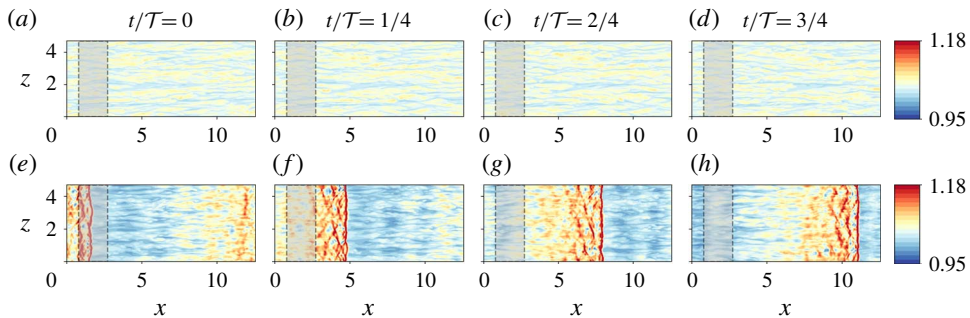 (a) t/T = 0 (b) t/T = 1/4 (c) t/T = 2/4 (d) t/T = 3/4
4 1.18
z 2
0 5 10 0 5 10 0 5 10 0 5 10 0.95
(e) (f) (g) (h)
4 1.18
z 2
0 5 10 0 5 10 0 5 10 0 5 10 0.95
x x x x